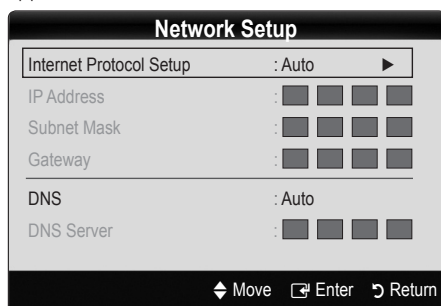 Network Setup
Internet Protocol Setup : Auto ▶
IP Address :
Subnet Mask :
Gateway :
DNS : Auto
DNS Server :
Move Enter Return